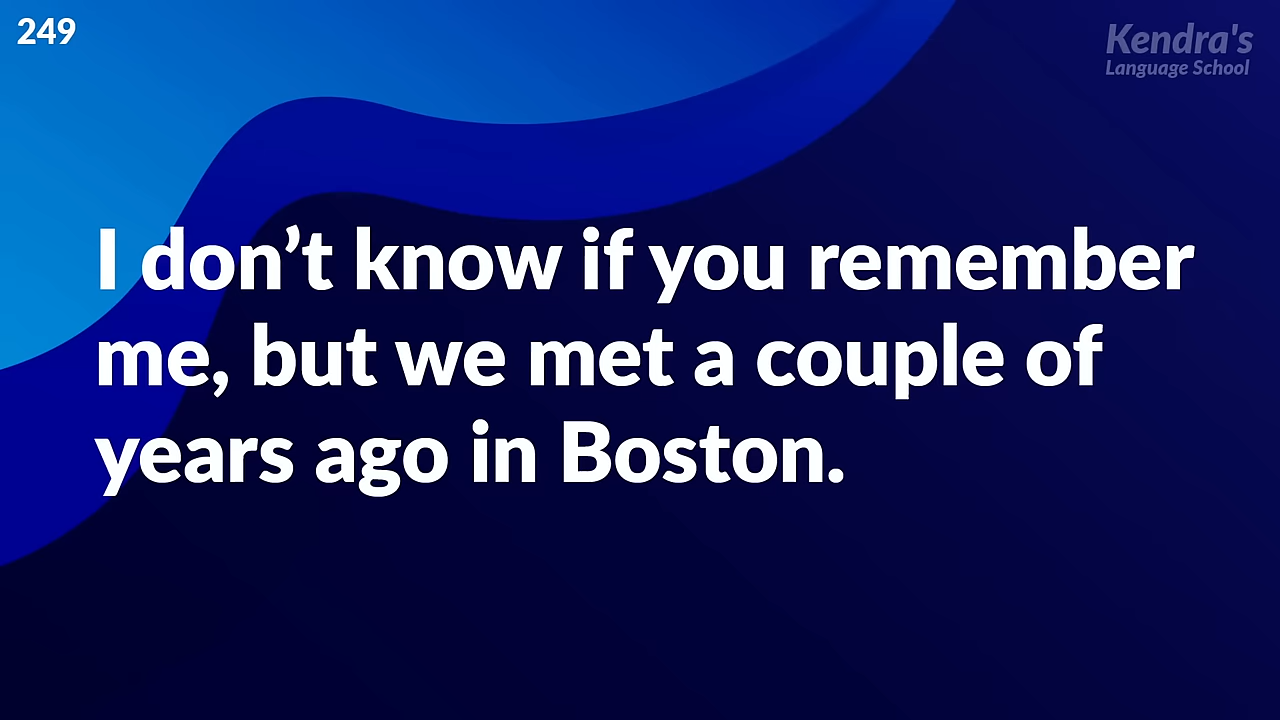 249
Kendra's
Language School
I don’t know if you remember
me, but we met a couple of
years ago in Boston.